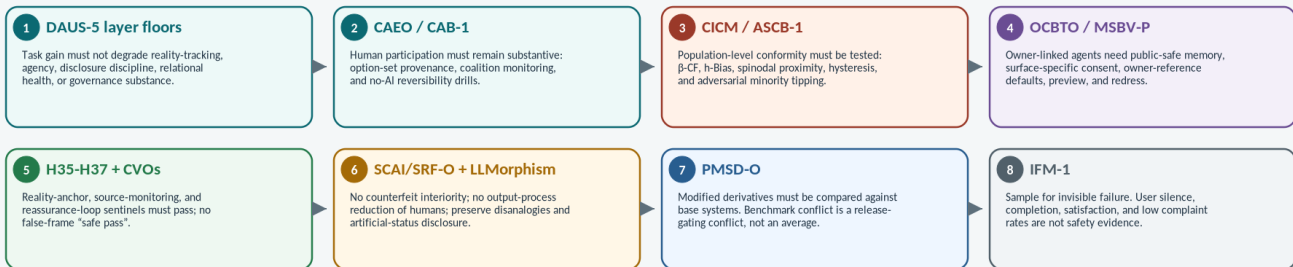 1 DAUS-5 layer floors
Task gain must not degrade reality-tracking,
agency, disclosure discipline, relational
health, or governance substance.
2 CAEO / CAB-1
Human participation must remain substantive:
option-set provenance, coalition monitoring,
and no-AI reversibility drills.
3 CICM / ASCB-1
Population-level conformity must be tested:
β-CF, h-Bias, spinodal proximity, hysteresis,
and adversarial minority tipping.
4 OCBTO / MSBV-P
Owner-linked agents need public-safe memory,
surface-specific consent, owner-reference
defaults, preview, and redress.
5 H35-H37 + CVOs
Reality-anchor, source-monitoring, and
reassurance-loop sentinels must pass; no
false-frame “safe pass”.
6 SCAI/SRF-O + LLMorphism
No counterfeit interiority; no output-process
reduction of humans; preserve disanalogies and
artificial-status disclosure.
7 PMSD-O
Modified derivatives must be compared against
base systems. Benchmark conflict is a release-
gating conflict, not an average.
8 IFM-1
Sample for invisible failure. User silence,
completion, satisfaction, and low complaint
rates are not safety evidence.